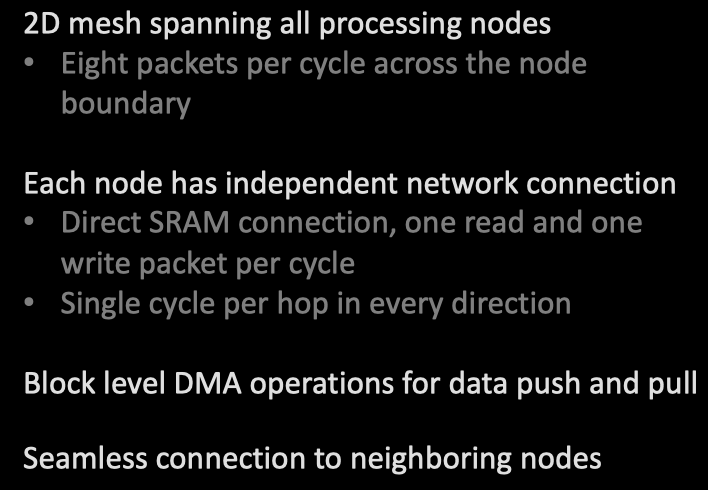 2D mesh spanning all processing nodes
• Eight packets per cycle across the node
boundary
Each node has independent network connection
• Direct SRAM connection, one read and one
write packet per cycle
• Single cycle per hop in every direction
Block level DMA operations for data push and pull
Seamless connection to neighboring nodes